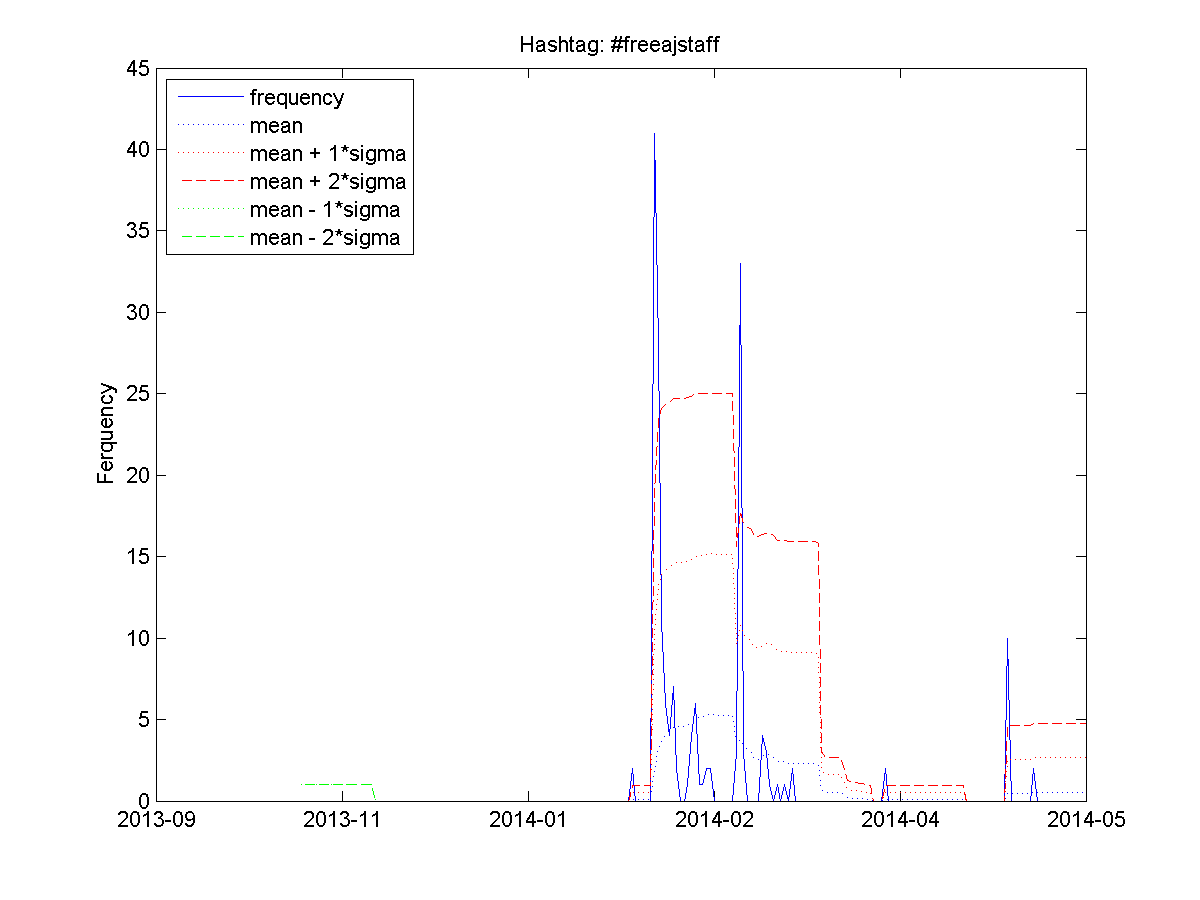 Hashtag: #freeajstaff
45
40
35
30
25
20
15
10
5
0
Ferquency
frequency
mean
mean + 1*sigma
mean + 2*sigma
mean - 1*sigma
mean - 2*sigma
2013-09 2013-11 2014-01 2014-02 2014-04 2014-05